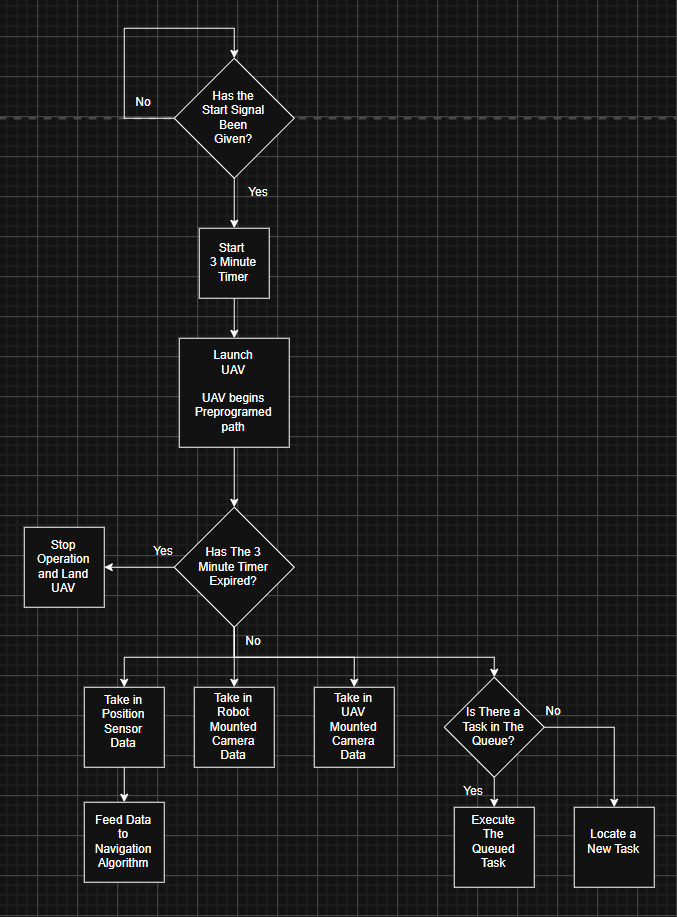 Has the
Start Signal
Been
Given?
No
Yes
Start
3 Minute
Timer
Launch
UAV
UAV begins
Preprogramed
path
Has The 3
Minute Timer
Expired?
Yes
Stop
Operation
and Land
UAV
No
Take in
Position
Sensor
Data
Take in
Robot
Mounted
Camera
Data
Take in
UAV
Mounted
Camera
Data
Is There a
Task in The
Queue?
No
Yes
Feed Data
to
Navigation
Algorithm
Execute
The
Queued
Task
Locate a
New Task